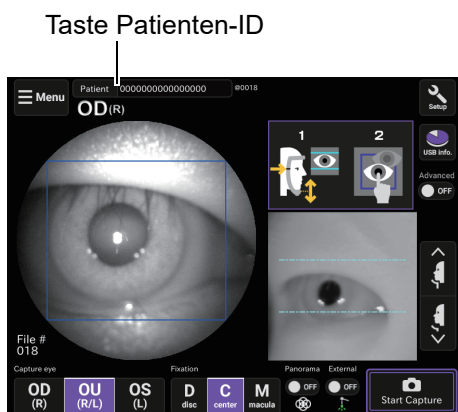 Taste Patienten-ID
Menu
Patient 0000000000000000 @0018
Setup
OD(R)
1 2
USB Info.
Advanced
OFF
File #
018
Capture eye Fixation Panorama External
OD OU OS D C M OFF OFF Start Capture
(R) (R/L) (L) disc center macula